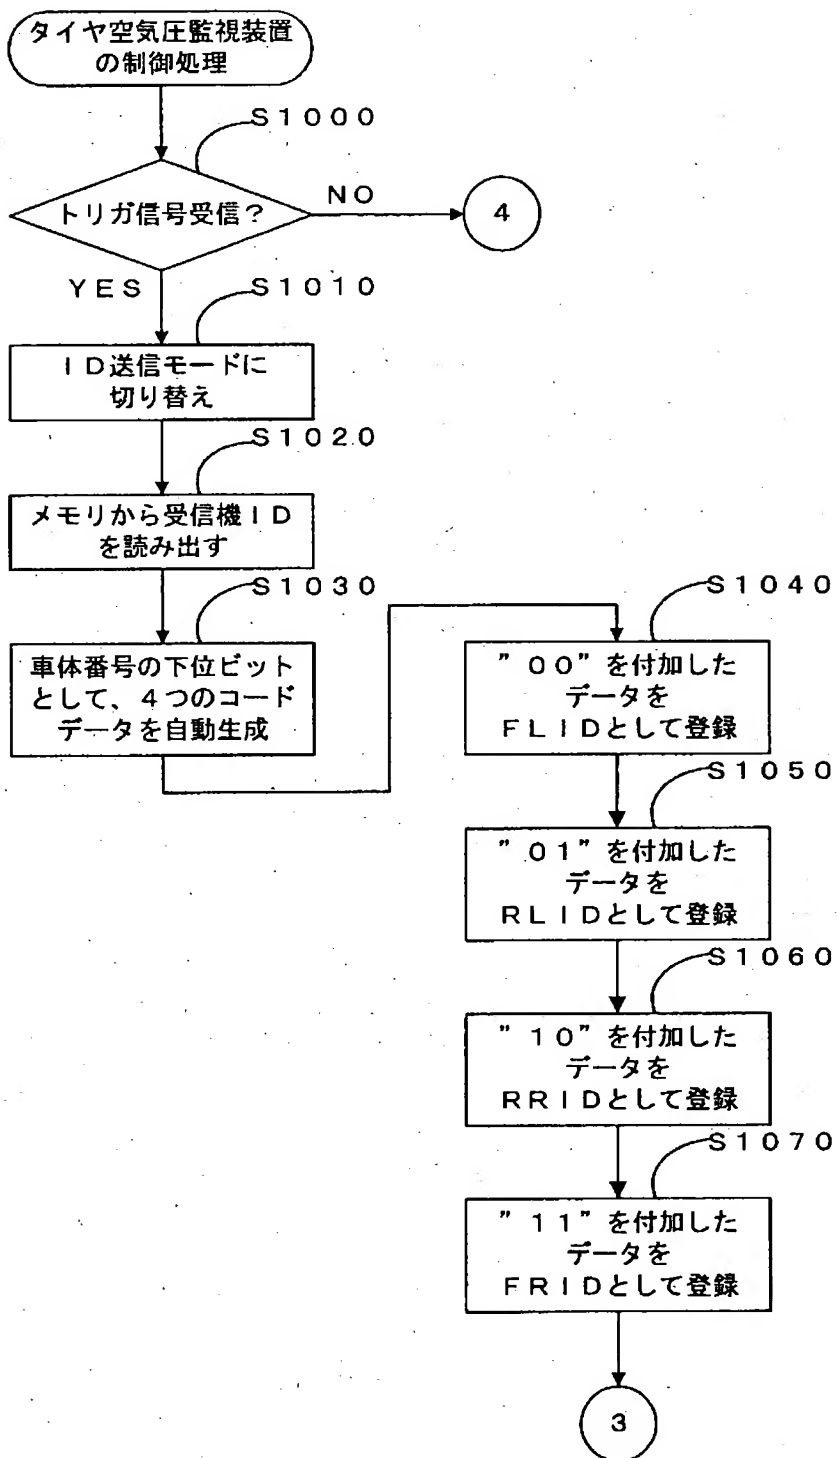 タイヤ空気圧監視装置
の制御処理
S1000
トリガ信号受信?
NO
4
YES
S1010
ID送信モードに
切り替え
S1020
メモリから受信機ID
を読み出す
S1030
車体番号の下位ビット
として、4つのコード
データを自動生成
S1040
"00"を付加した
データを
FLIDとして登録
S1050
"01"を付加した
データを
RLIDとして登録
S1060
"10"を付加した
データを
RRIDとして登録
S1070
"11"を付加した
データを
FRIDとして登録
3